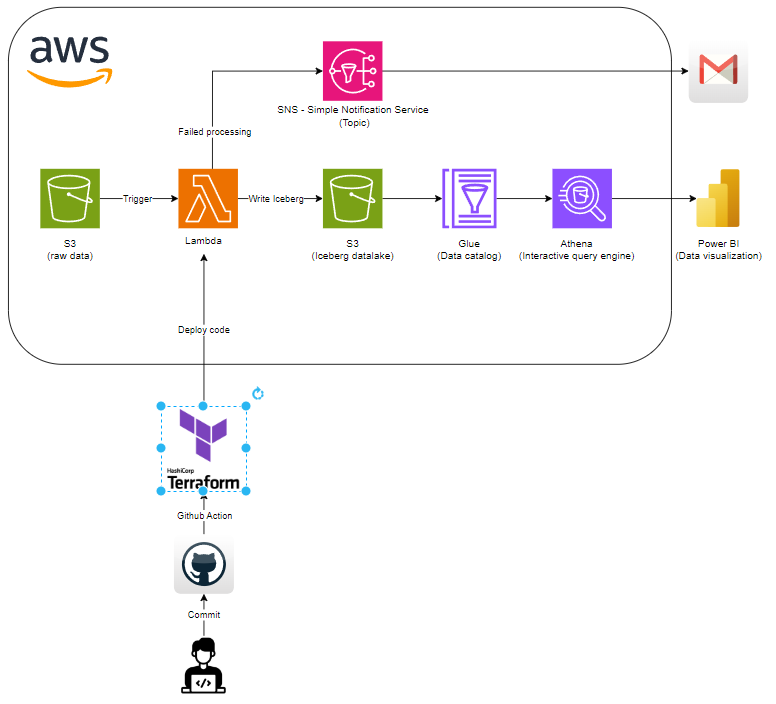 aws
SNS - Simple Notification Service
(Topic)
Failed processing
Trigger
Write Iceberg
S3
(raw data)
Lambda
S3
(Iceberg datalake)
Glue
(Data catalog)
Athena
(Interactive query engine)
Power BI
(Data visualization)
Deploy code
HashiCorp
Terraform
Github Action
Commit